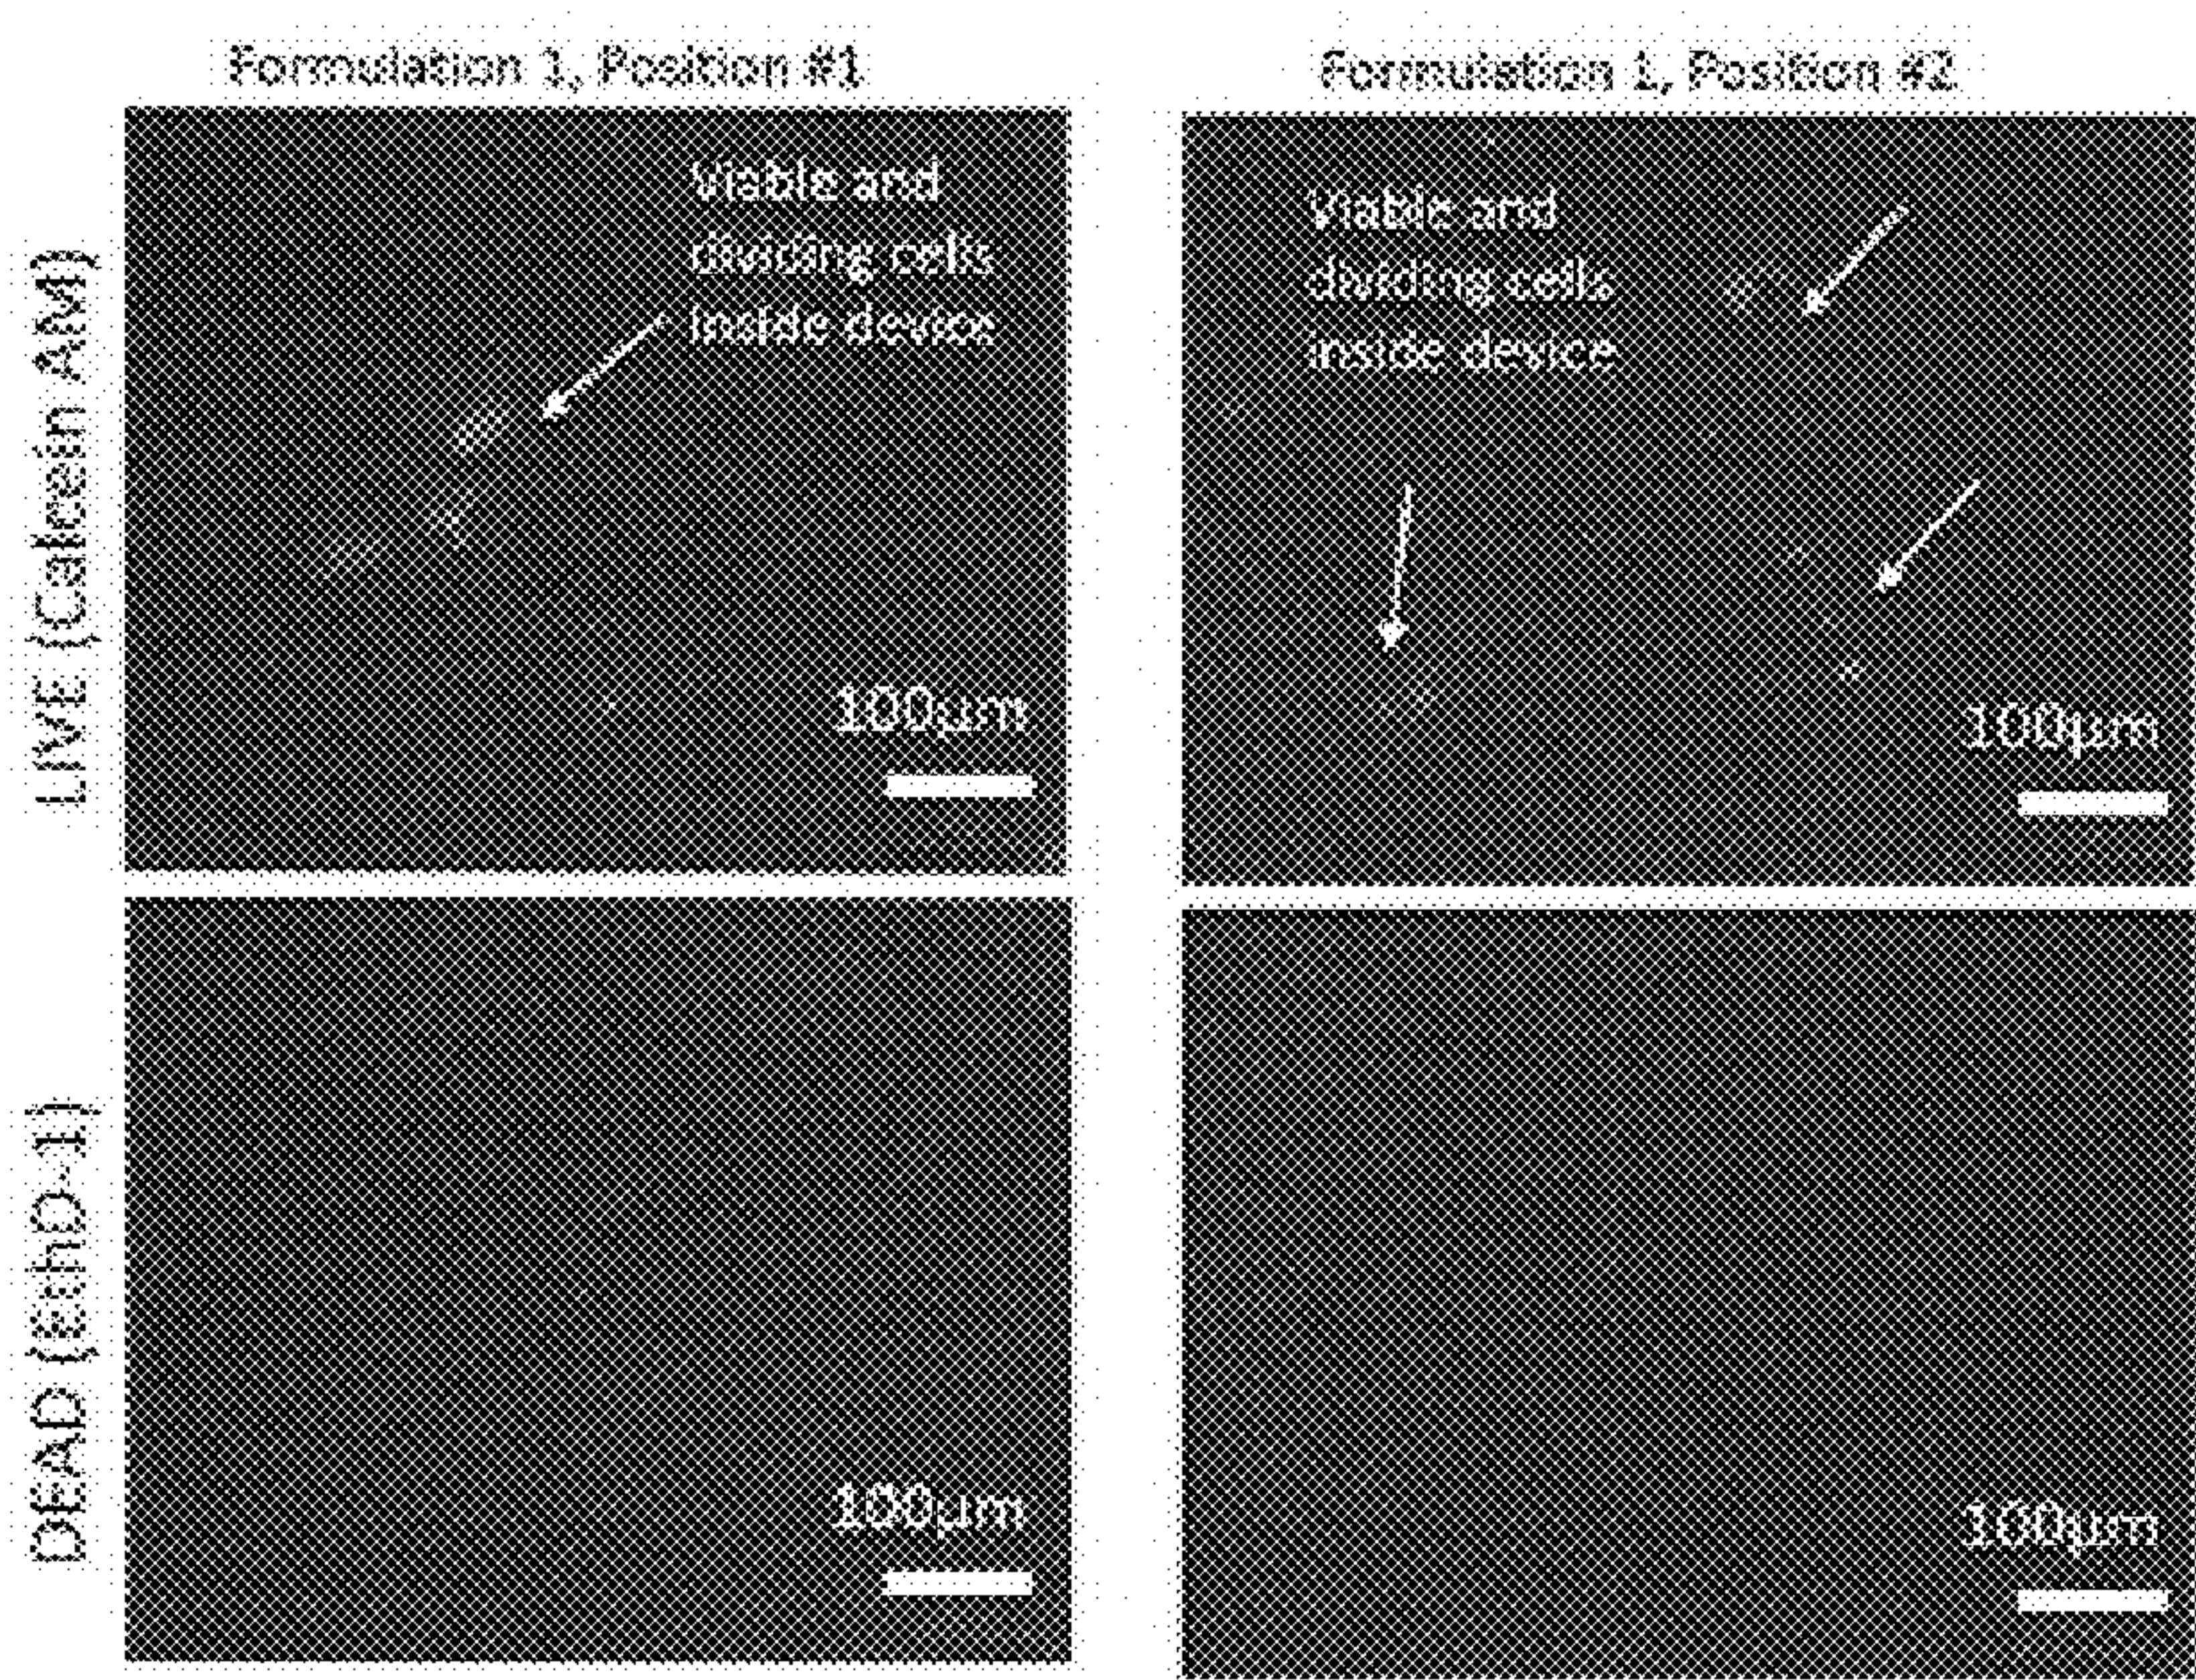 Formulation 1, Position #1
Formulation 1, Position #2
LIVE (Calcein AM)
Viable and
dividing cells
inside device
100μm
Viable and
dividing cells
inside device
100μm
DEAD (EthD-1)
100μm
100μm